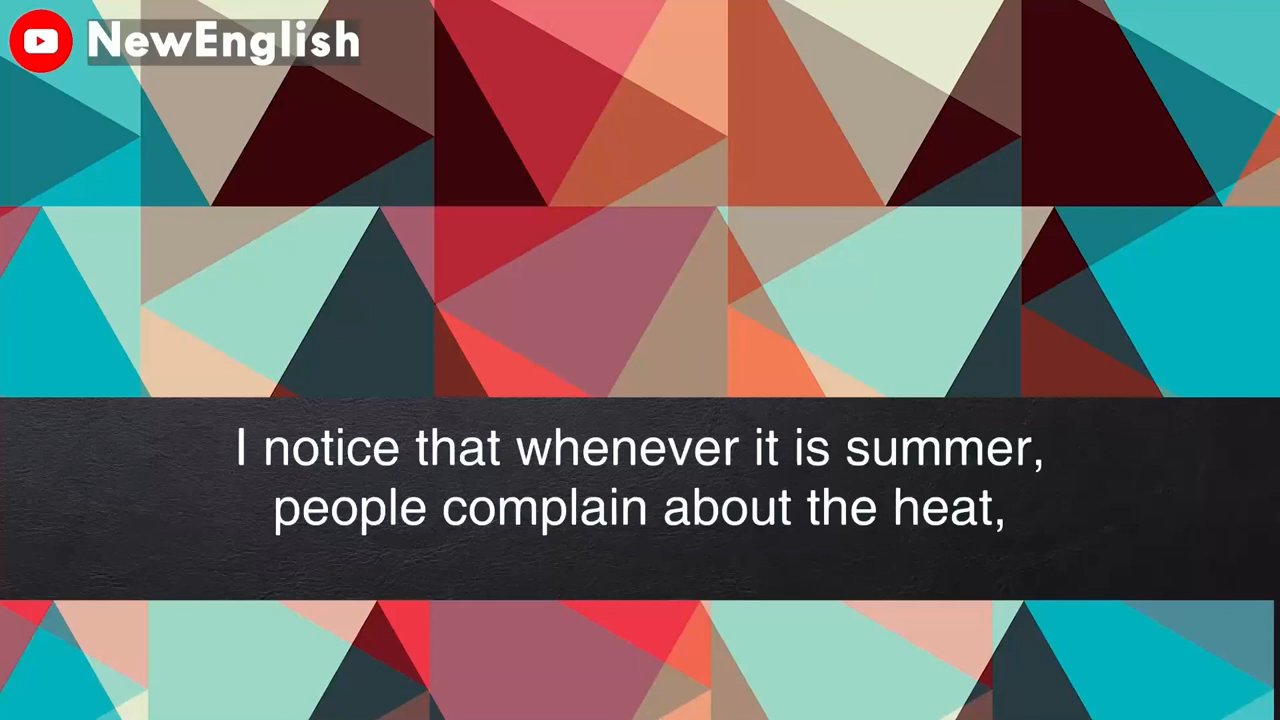 NewEnglish
I notice that whenever it is summer,
people complain about the heat,